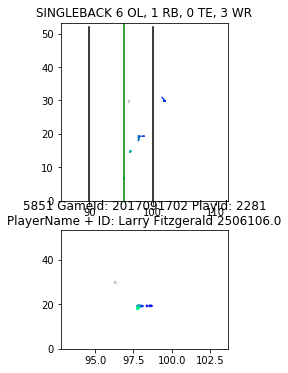 SINGLEBACK 6 OL, 1 RB, 0 TE, 3 WR
50
40
30
20
10
0
90 100 110
5851 GameId: 2017091702 PlayId: 2281
PlayerName + ID: Larry Fitzgerald 2506106.0
40
20
0
95.0 97.5 100.0 102.5